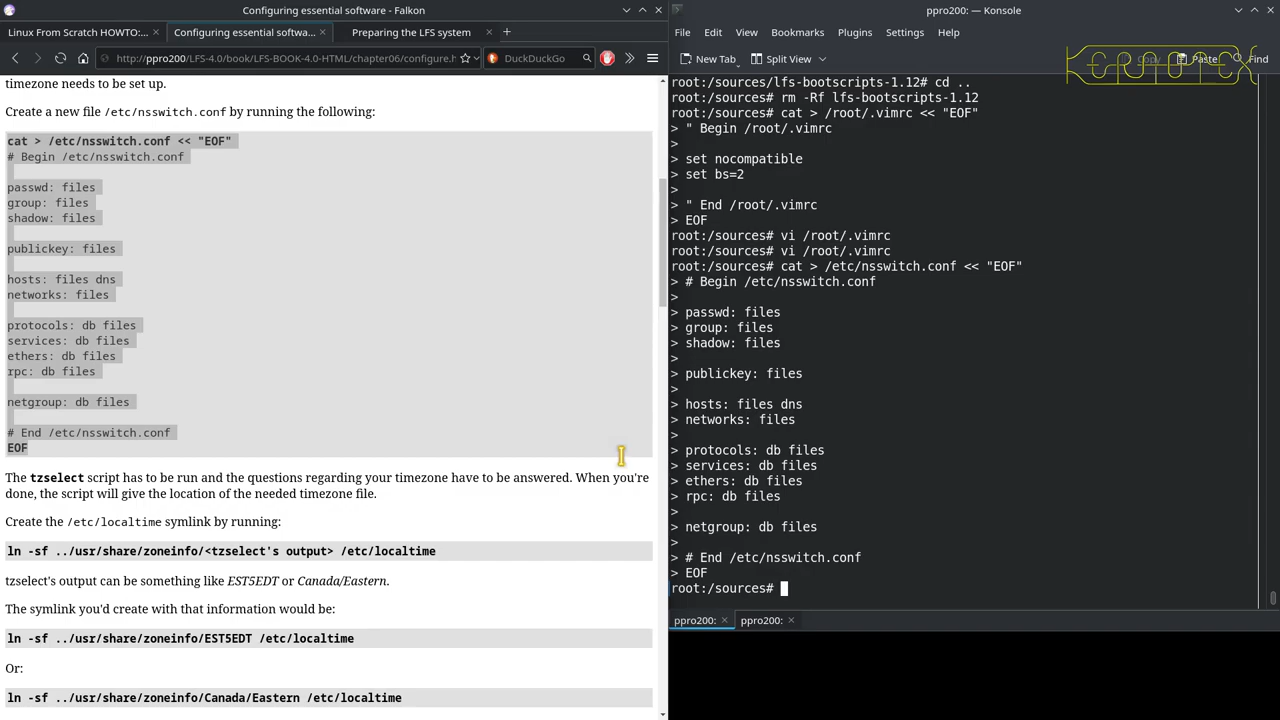 Configuring essential software - Falkon
Linux From Scratch HOWTO:...
Configuring essential softwa...
Preparing the LFS system
http://ppro200/LFS-4.0/book/LFS-BOOK-4.0-HTML/chapter06/configure.h
DuckDuckGo
timezone needs to be set up.
Create a new file /etc/nsswitch.conf by running the following:
cat > /etc/nsswitch.conf << "EOF"
# Begin /etc/nsswitch.conf
passwd: files
group: files
shadow: files
publickey: files
hosts: files dns
networks: files
protocols: db files
services: db files
ethers: db files
rpc: db files
netgroup: db files
# End /etc/nsswitch.conf
EOF
The tzselect script has to be run and the questions regarding your timezone have to be answered. When you're
done, the script will give the location of the needed timezone file.
Create the /etc/localtime symlink by running:
ln -sf ../usr/share/zoneinfo/<tzselect's output> /etc/localtime
tzselect's output can be something like EST5EDT or Canada/Eastern.
The symlink you'd create with that information would be:
ln -sf ../usr/share/zoneinfo/EST5EDT /etc/localtime
Or:
ln -sf ../usr/share/zoneinfo/Canada/Eastern /etc/localtime
ppro200: — Konsole
File Edit View Bookmarks Plugins Settings Help
New Tab Split View Copy Paste Find
root:/sources/lfs-bootscripts-1.12# cd ..
root:/sources# rm -Rf lfs-bootscripts-1.12
root:/sources# cat > /root/.vimrc << "EOF"
> " Begin /root/.vimrc
>
> set nocompatible
> set bs=2
>
> " End /root/.vimrc
> EOF
root:/sources# vi /root/.vimrc
root:/sources# vi /root/.vimrc
root:/sources# cat > /etc/nsswitch.conf << "EOF"
> # Begin /etc/nsswitch.conf
>
> passwd: files
> group: files
> shadow: files
>
> publickey: files
>
> hosts: files dns
> networks: files
>
> protocols: db files
> services: db files
> ethers: db files
> rpc: db files
>
> netgroup: db files
>
> # End /etc/nsswitch.conf
> EOF
root:/sources#
ppro200:
ppro200: